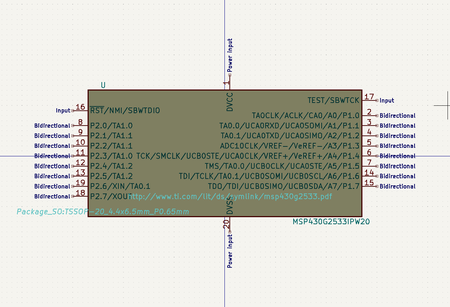 Power Input
1
DVCC
U
16
RST/NMI/SBWTDIO
Input
TEST/SBWTCK
17
Input
TA0CLK/ACLK/CA0/A0/P1.0
2
Bidirectional
Bidirectional
8
P2.0/TA1.0
TA0.0/UCA0RXD/UCA0SOMI/A1/P1.1
3
Bidirectional
Bidirectional
9
P2.1/TA1.1
TA0.1/UCA0TXD/UCA0SIMO/A2/P1.2
4
Bidirectional
Bidirectional
10
P2.2/TA1.1
ADC10CLK/VREF-/VeREF-/A3/P1.3
5
Bidirectional
Bidirectional
11
P2.3/TA1.0
TCK/SMCLK/UCB0STE/UCA0CLK/VREF+/VeREF+/A4/P1.4
6
Bidirectional
Bidirectional
12
P2.4/TA1.2
TMS/TA0.0/UCB0CLK/UCA0STE/A5/P1.5
7
Bidirectional
Bidirectional
13
P2.5/TA1.2
TDI/TCLK/TA0.1/UCB0SOMI/UCB0SCL/A6/P1.6
14
Bidirectional
Bidirectional
19
P2.6/XIN/TA0.1
TDO/TDI/UCB0SIMO/UCB0SDA/A7/P1.7
15
Bidirectional
Bidirectional
18
P2.7/XOUT
http://www.ti.com/lit/ds/symlink/msp430g2533.pdf
Package_SO:TSSOP-20_4.4x6.5mm_P0.65mm
DVSS
20
MSP430G2533IPW20
Power Input